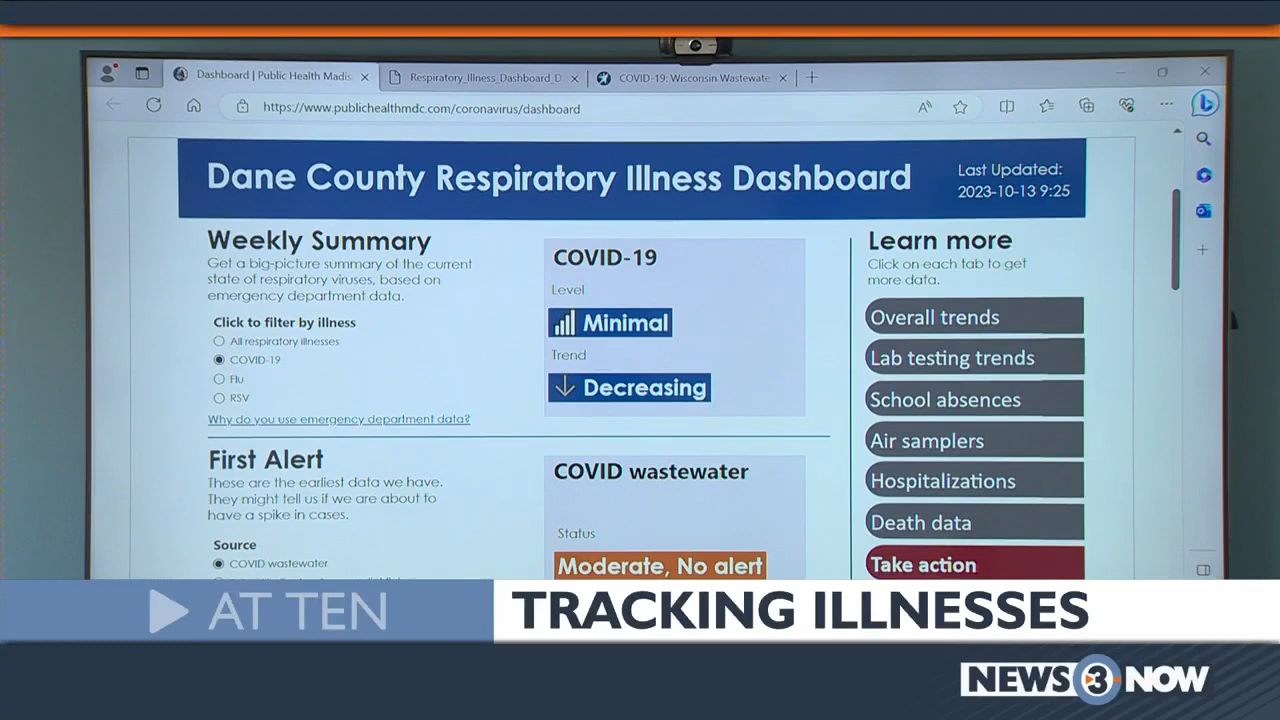 Dashboard | Public Health Madis
Respiratory_Illness_Dashboard_D
COVID-19: Wisconsin Wastewate
https://www.publichealthmdc.com/coronavirus/dashboard
Dane County Respiratory Illness Dashboard
Last Updated:
2023-10-13 9:25
Weekly Summary
Get a big-picture summary of the current
state of respiratory viruses, based on
emergency department data.
Click to filter by illness
All respiratory illnesses
COVID-19
Flu
RSV
Why do you use emergency department data?
COVID-19
Level
Minimal
Trend
Decreasing
Learn more
Click on each tab to get
more data.
Overall trends
Lab testing trends
School absences
Air samplers
Hospitalizations
Death data
Take action
First Alert
These are the earliest data we have.
They might tell us if we are about to
have a spike in cases.
Source
COVID wastewater
COVID wastewater
Status
Moderate, No alert
AT TEN
TRACKING ILLNESSES
NEWS 3 NOW